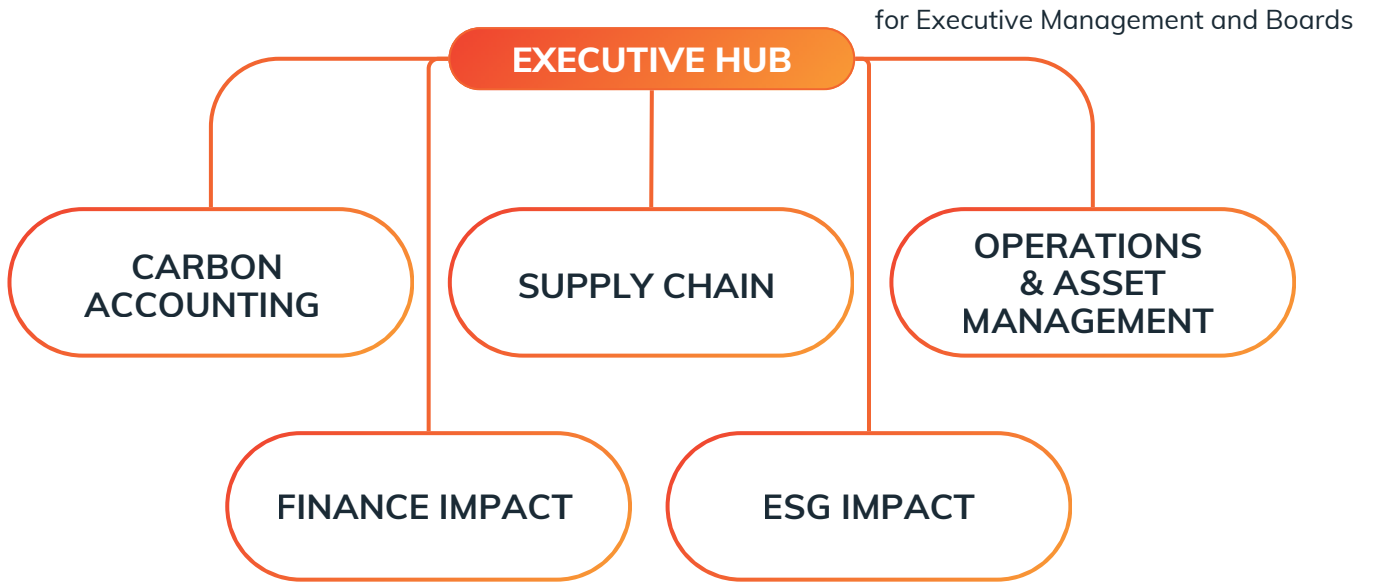 for Executive Management and Boards
EXECUTIVE HUB
CARBON
ACCOUNTING
SUPPLY CHAIN
OPERATIONS
& ASSET
MANAGEMENT
FINANCE IMPACT
ESG IMPACT